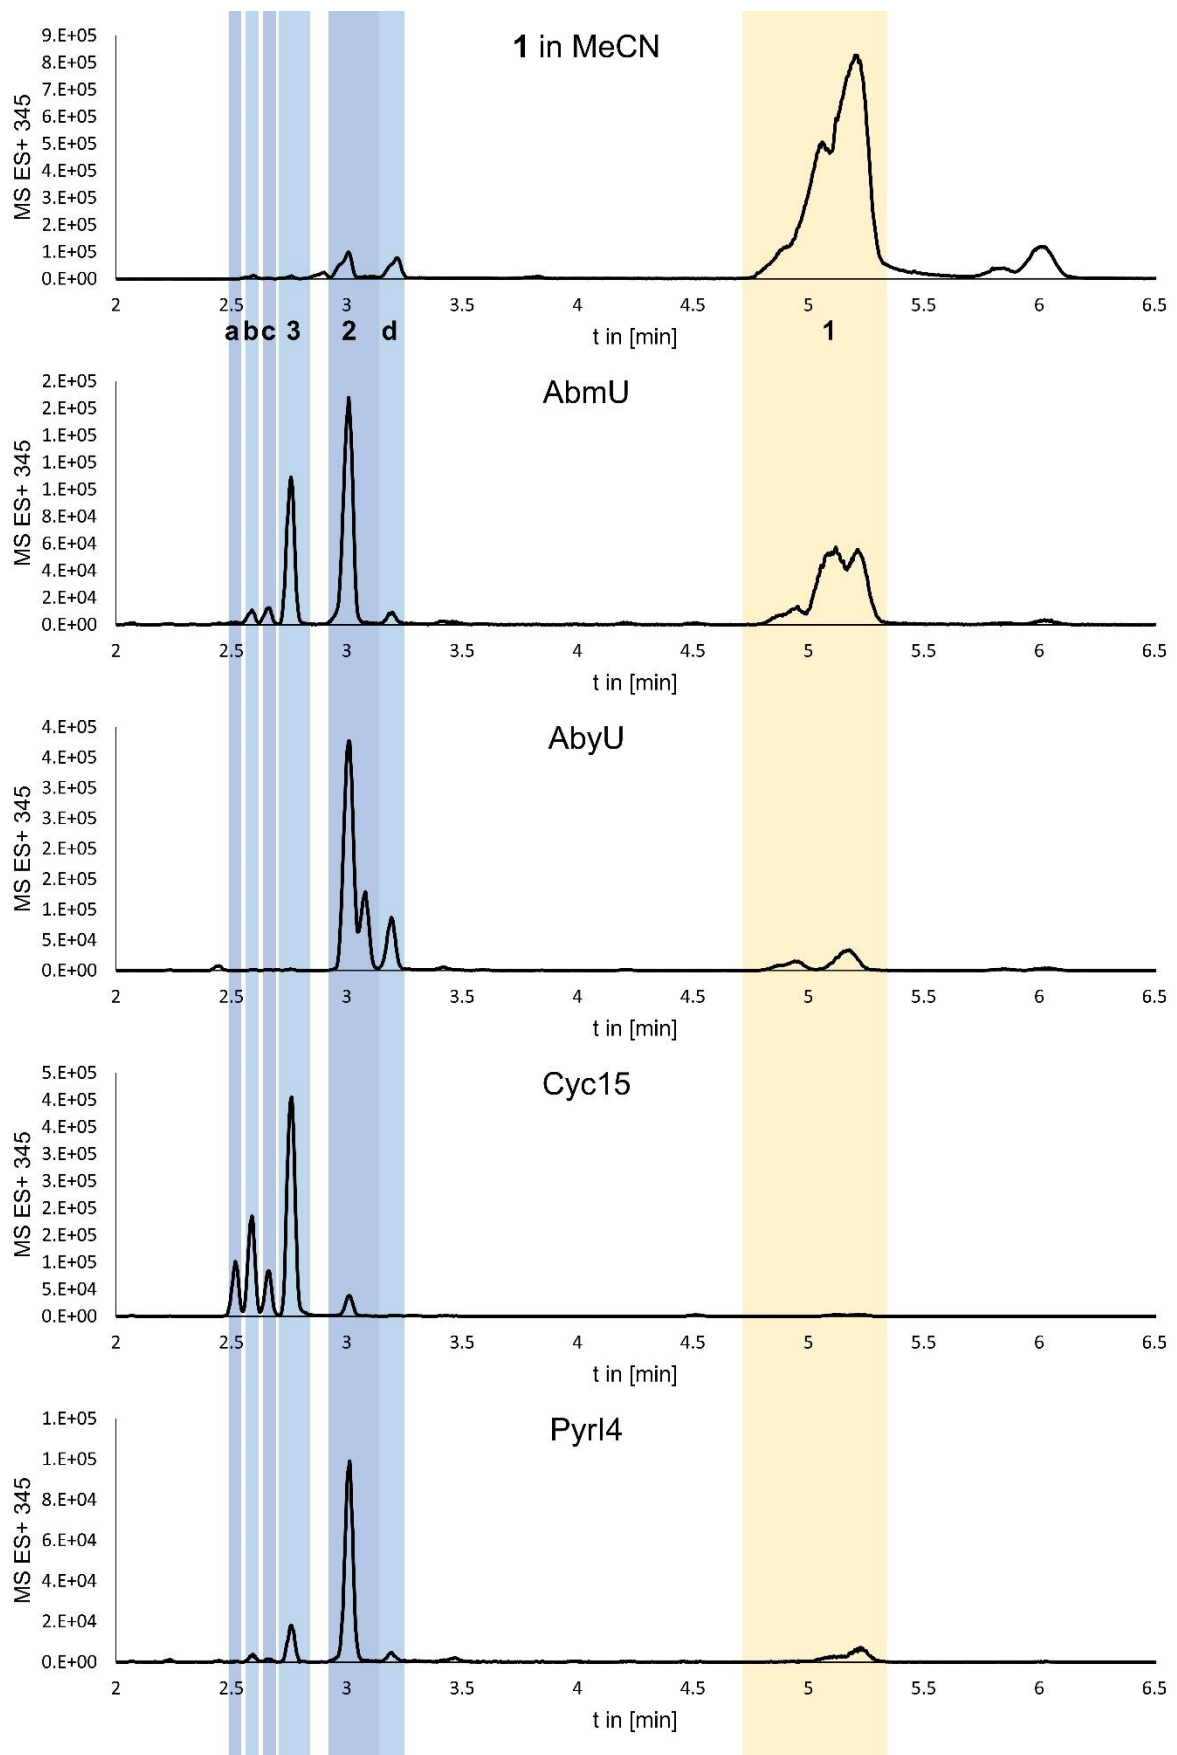 1 in MeCN
MS ES+ 345
9.E+05
8.E+05
7.E+05
6.E+05
5.E+05
4.E+05
3.E+05
2.E+05
1.E+05
0.E+00
2 2.5 3 3.5 4 4.5 5 5.5 6 6.5
a b c 3 2 d 1
t in [min]
AbmU
MS ES+ 345
2.E+05
2.E+05
1.E+05
1.E+05
1.E+05
8.E+04
6.E+04
4.E+04
2.E+04
0.E+00
2 2.5 3 3.5 4 4.5 5 5.5 6 6.5
t in [min]
AbyU
MS ES+ 345
4.E+05
4.E+05
3.E+05
3.E+05
2.E+05
2.E+05
1.E+05
5.E+04
0.E+00
2 2.5 3 3.5 4 4.5 5 5.5 6 6.5
t in [min]
Cyc15
MS ES+ 345
5.E+05
4.E+05
4.E+05
3.E+05
3.E+05
2.E+05
2.E+05
1.E+05
5.E+04
0.E+00
2 2.5 3 3.5 4 4.5 5 5.5 6 6.5
t in [min]
PyrI4
MS ES+ 345
1.E+05
1.E+05
8.E+04
6.E+04
4.E+04
2.E+04
0.E+00
2 2.5 3 3.5 4 4.5 5 5.5 6 6.5
t in [min]